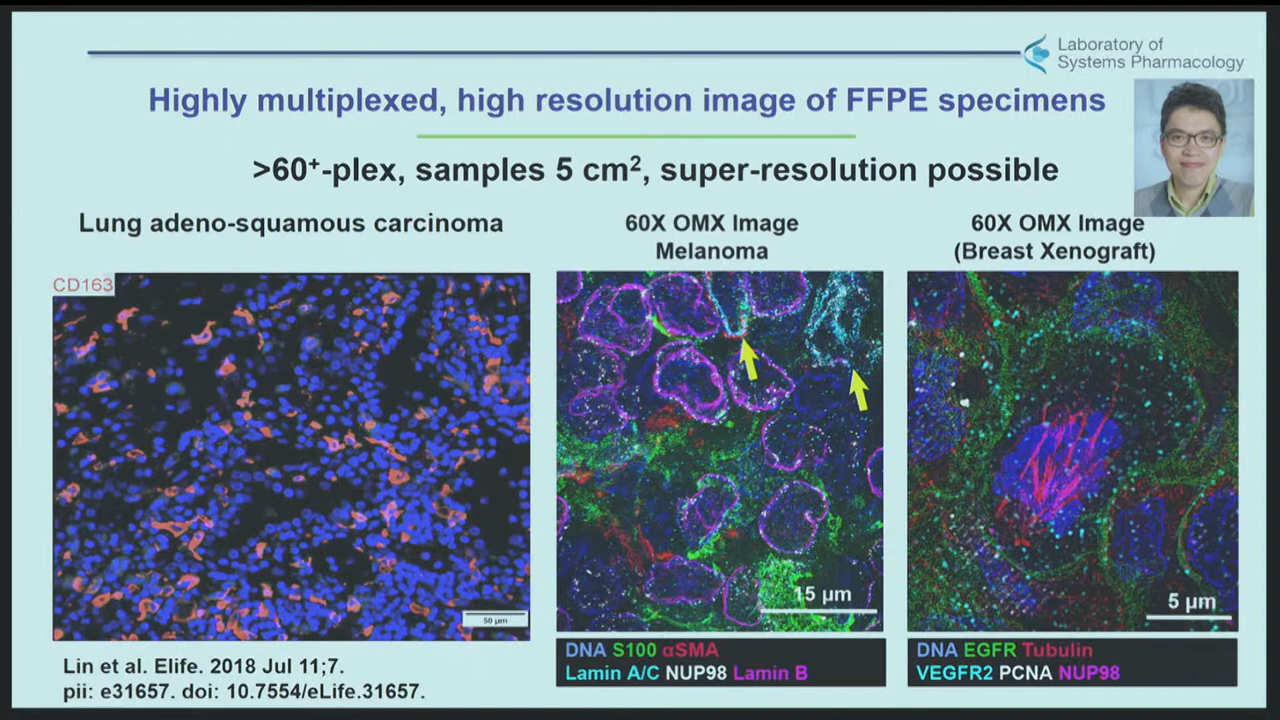 Laboratory of
Systems Pharmacology
Highly multiplexed, high resolution image of FFPE specimens
>60⁺-plex, samples 5 cm², super-resolution possible
Lung adeno-squamous carcinoma
CD163
50 µm
Lin et al. Elife. 2018 Jul 11;7.
pii: e31657. doi: 10.7554/eLife.31657.
60X OMX Image
Melanoma
15 µm
DNA S100 αSMA
Lamin A/C NUP98 Lamin B
60X OMX Image
(Breast Xenograft)
5 µm
DNA EGFR Tubulin
VEGFR2 PCNA NUP98